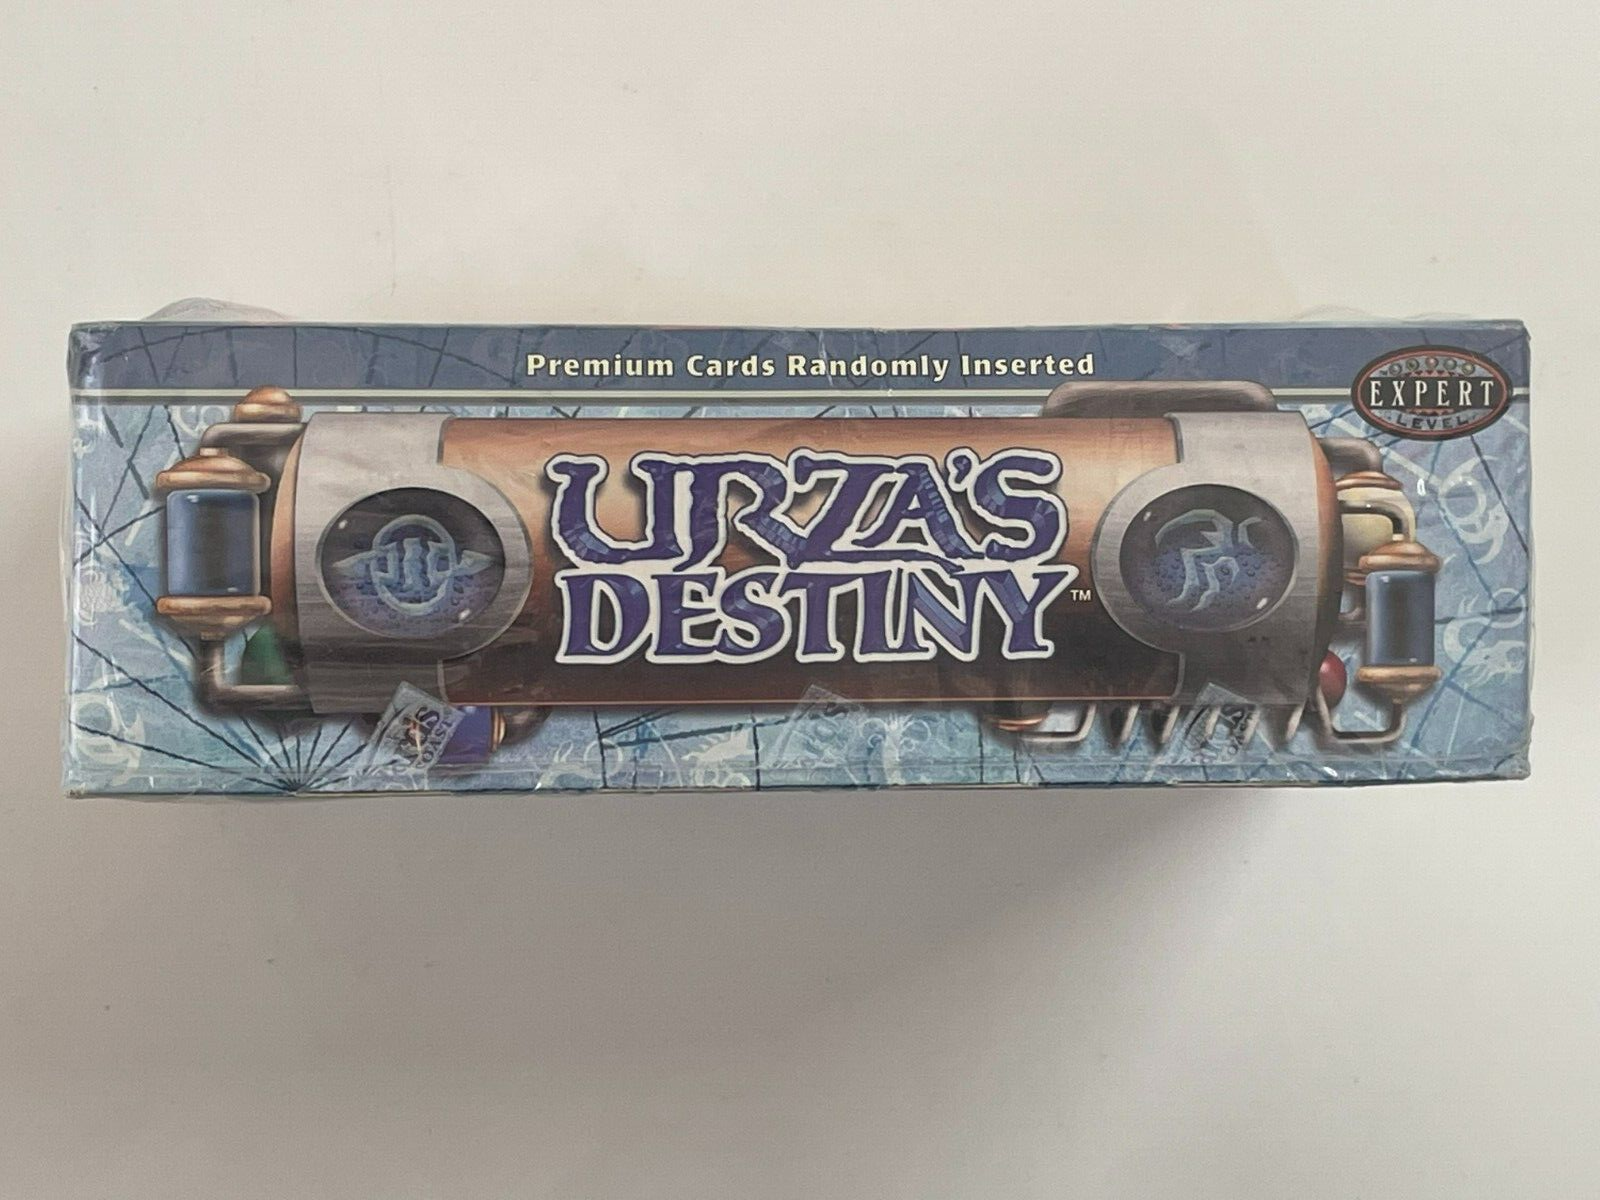 Premium Cards Randomly Inserted
EXPERT
LEVEL
URZA'S
DESTINY™